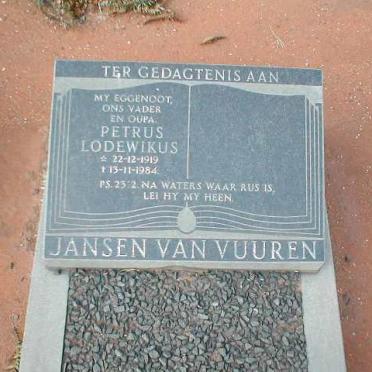 TER GEDAGTENIS AAN
MY EGGENOOT,
ONS VADER
EN OUPA.
PETRUS
LODEWIKUS
☆ 22-12-1919
† 13-11-1984.
PS. 23:2. NA WATERS WAAR RUS IS,
LEI HY MY HEEN.
JANSEN VAN VUUREN